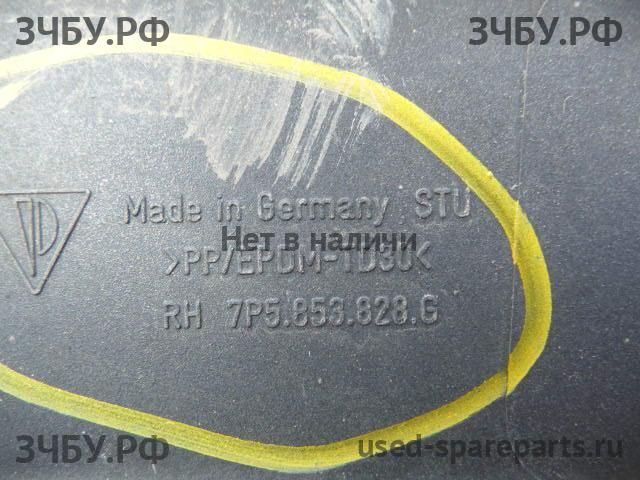 ЗЧБУ.РФ ЗЧБУ.РФ
Made in Germany STU
Нет в наличи
>PP/EPDM-TD30<
RH 7P5.853.828.G
ЗЧБУ.РФ used-spareparts.ru